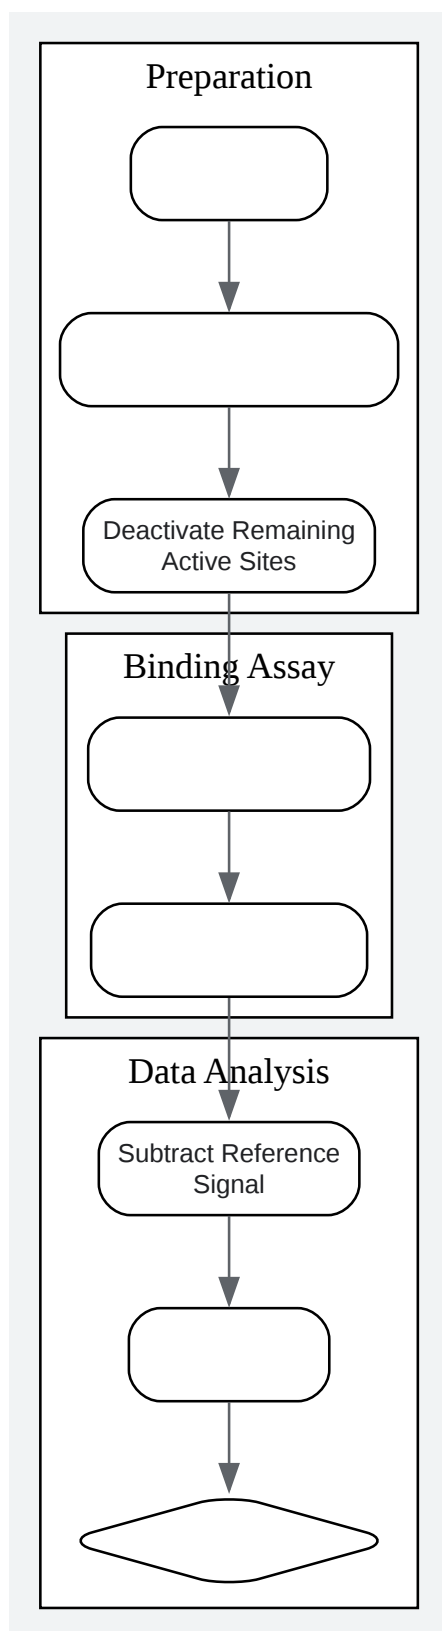 Preparation
Deactivate Remaining
Active Sites
Binding Assay
Data Analysis
Subtract Reference
Signal